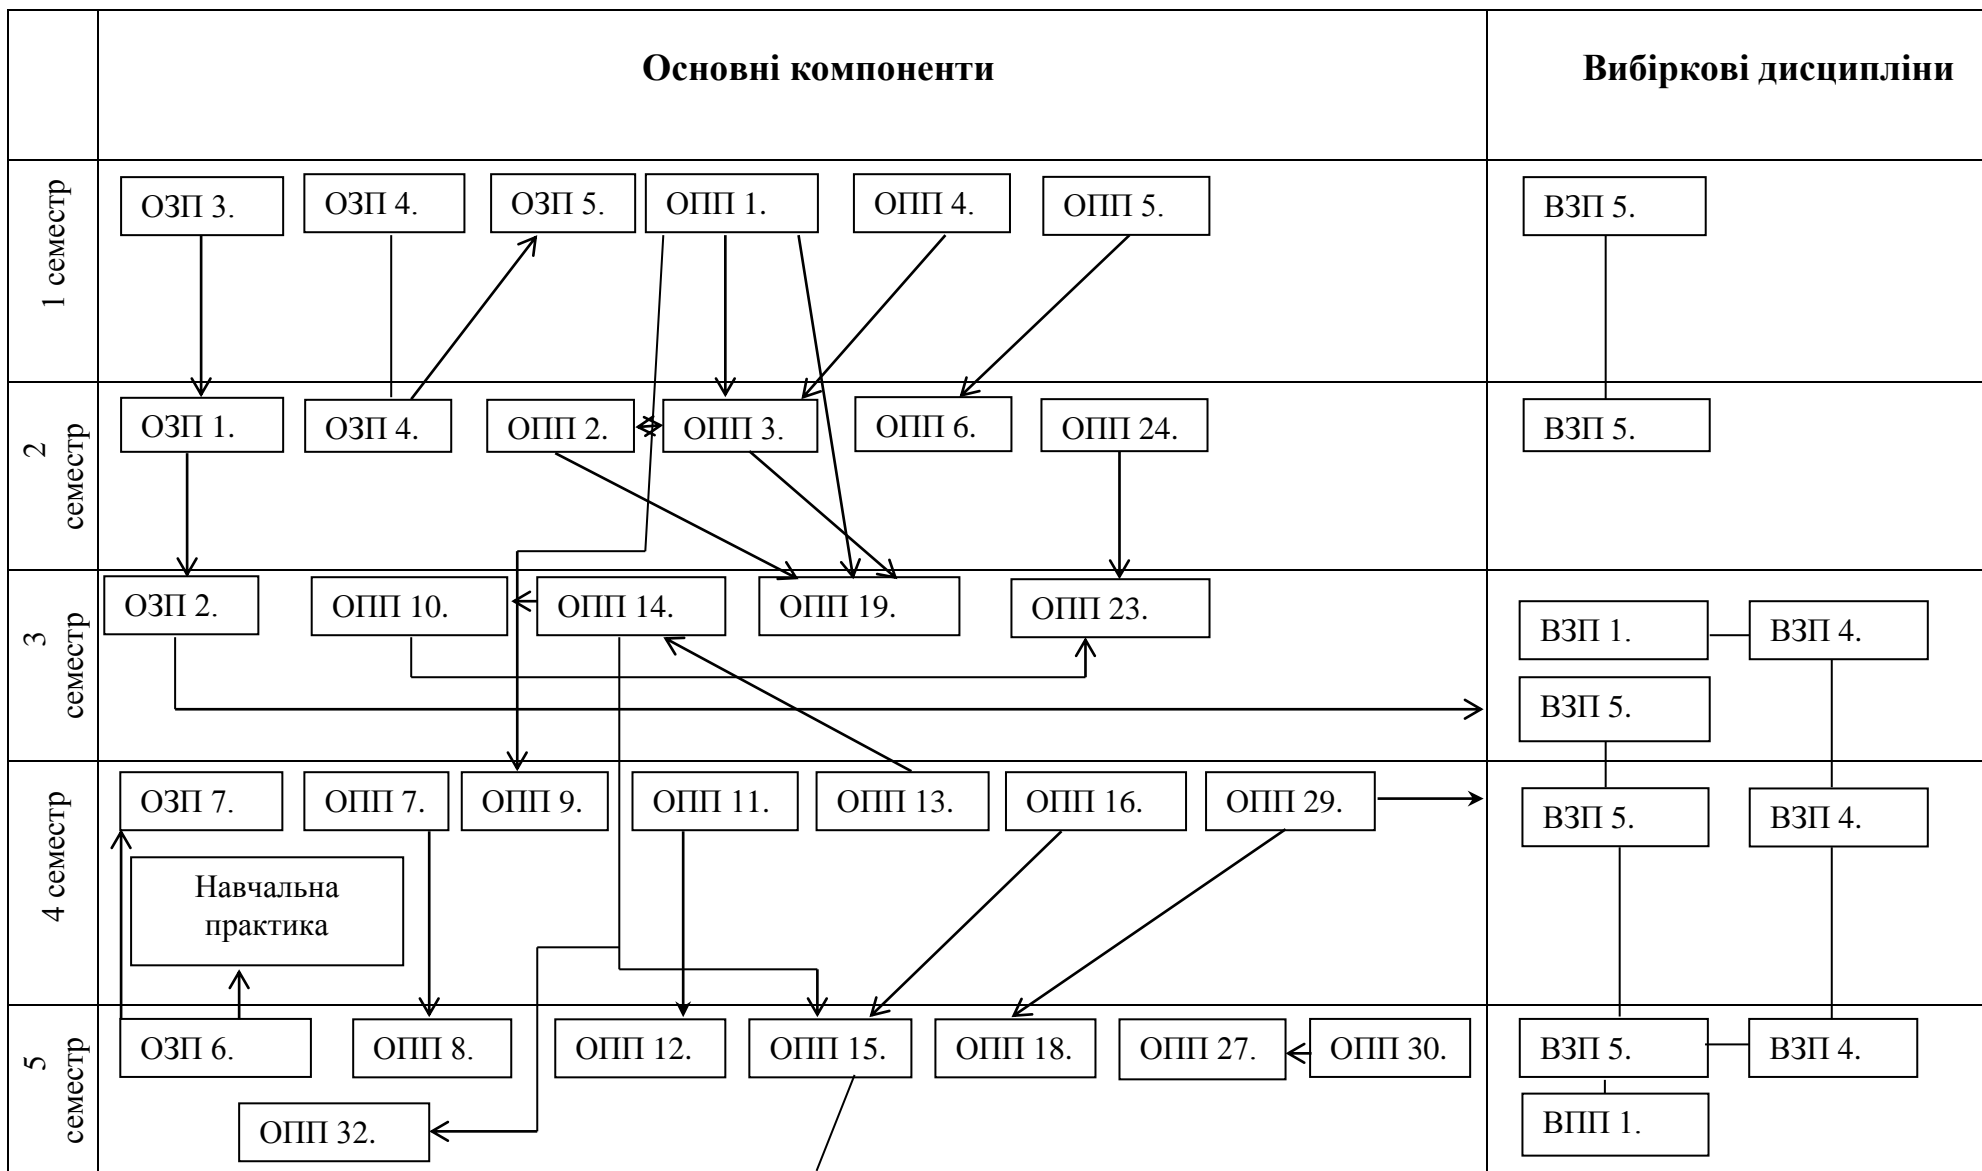 Основні компоненти
Вибіркові дисципліни
1 семестр
ОЗП 3.
ОЗП 4.
ОЗП 5.
ОПП 1.
ОПП 4.
ОПП 5.
ВЗП 5.
2
семестр
ОЗП 1.
ОЗП 4.
ОПП 2.
ОПП 3.
ОПП 6.
ОПП 24.
ВЗП 5.
3
семестр
ОЗП 2.
ОПП 10.
ОПП 14.
ОПП 19.
ОПП 23.
ВЗП 1.
ВЗП 4.
ВЗП 5.
4 семестр
ОЗП 7.
ОПП 7.
ОПП 9.
ОПП 11.
ОПП 13.
ОПП 16.
ОПП 29.
ВЗП 5.
ВЗП 4.
Навчальна
практика
5
семестр
ОЗП 6.
ОПП 8.
ОПП 12.
ОПП 15.
ОПП 18.
ОПП 27.
ОПП 30.
ВЗП 5.
ВЗП 4.
ОПП 32.
ВПП 1.